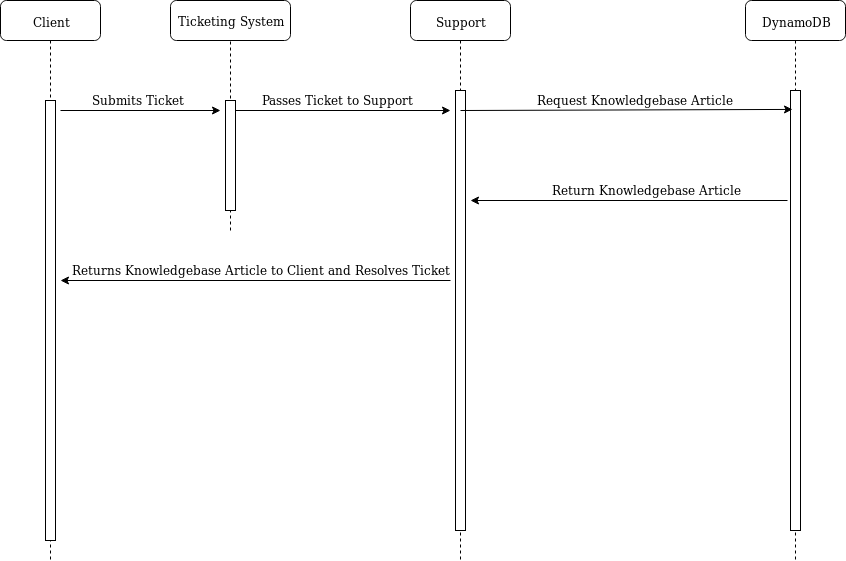 Client
Ticketing System
Support
DynamoDB
Submits Ticket
Passes Ticket to Support
Request Knowledgebase Article
Return Knowledgebase Article
Returns Knowledgebase Article to Client and Resolves Ticket